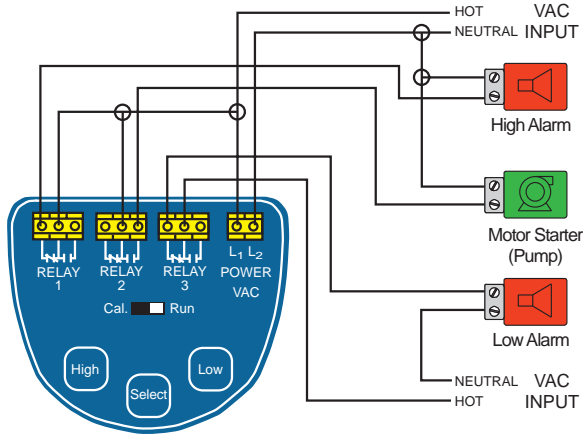 HOT VAC
NEUTRAL INPUT
High Alarm
Motor Starter
(Pump)
L1 L2
RELAY RELAY RELAY POWER
1 2 3 VAC
Cal. Run
Low Alarm
High Low
Select
NEUTRAL VAC
HOT INPUT